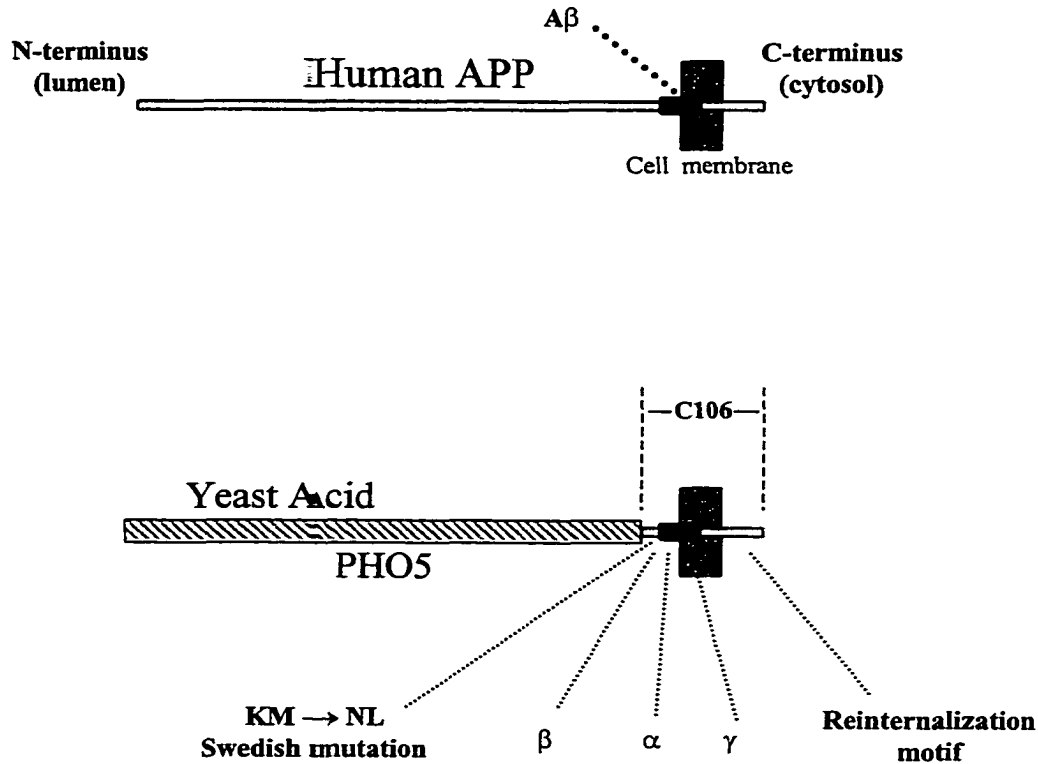 Aβ
N-terminus
(lumen)
Human APP
C-terminus
(cytosol)
Cell membrane
—C106—
Yeast Acid
PHO5
KM → NL
Swedish mutation
β
α
γ
Reinternalization
motif